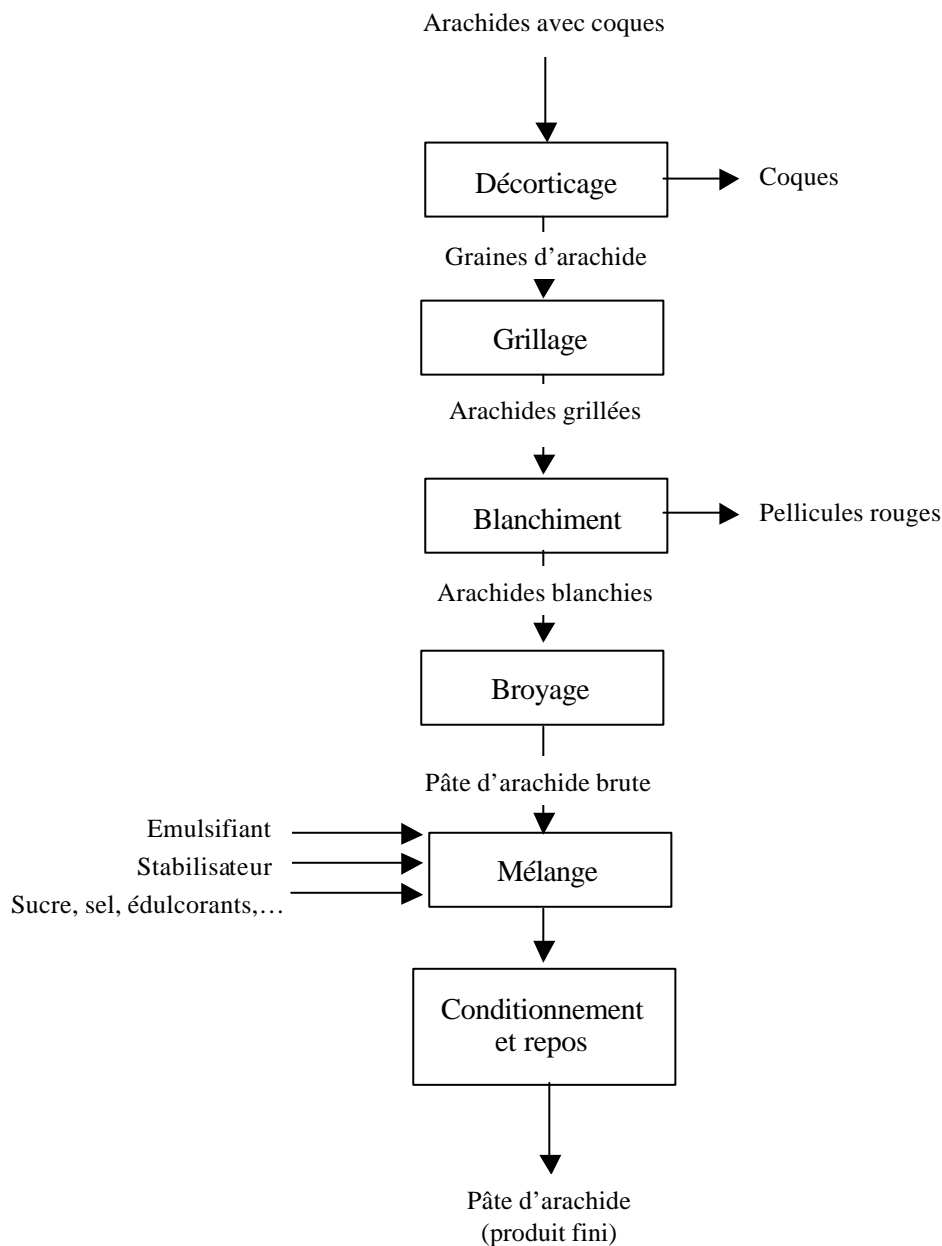 Arachides avec coques
Décorticage
Coques
Graines d’arachide
Grillage
Arachides grillées
Blanchiment
Pellicules rouges
Arachides blanchies
Broyage
Pâte d’arachide brute
Emulsifiant
Stabilisateur
Sucre, sel, édulcorants,…
Mélange
Conditionnement
et repos
Pâte d’arachide
(produit fini)